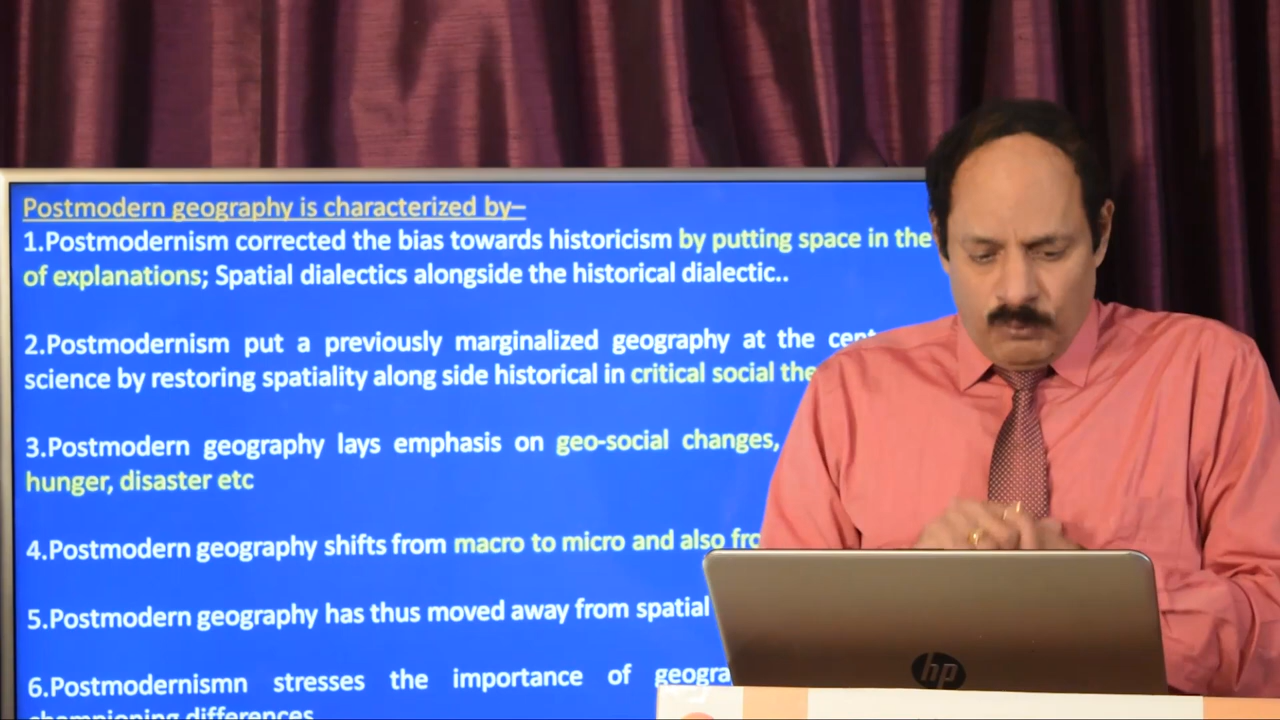 Postmodern geography is characterized by–
1.Postmodernism corrected the bias towards historicism by putting space in the
of explanations; Spatial dialectics alongside the historical dialectic..
2.Postmodernism put a previously marginalized geography at the
science by restoring spatiality along side historical in critical social
3.Postmodern geography lays emphasis on geo-social changes,
hunger, disaster etc
4.Postmodern geography shifts from macro to micro and also
5.Postmodern geography has thus moved away from spatial
6.Postmodernismn stresses the importance of
championing differences
hp